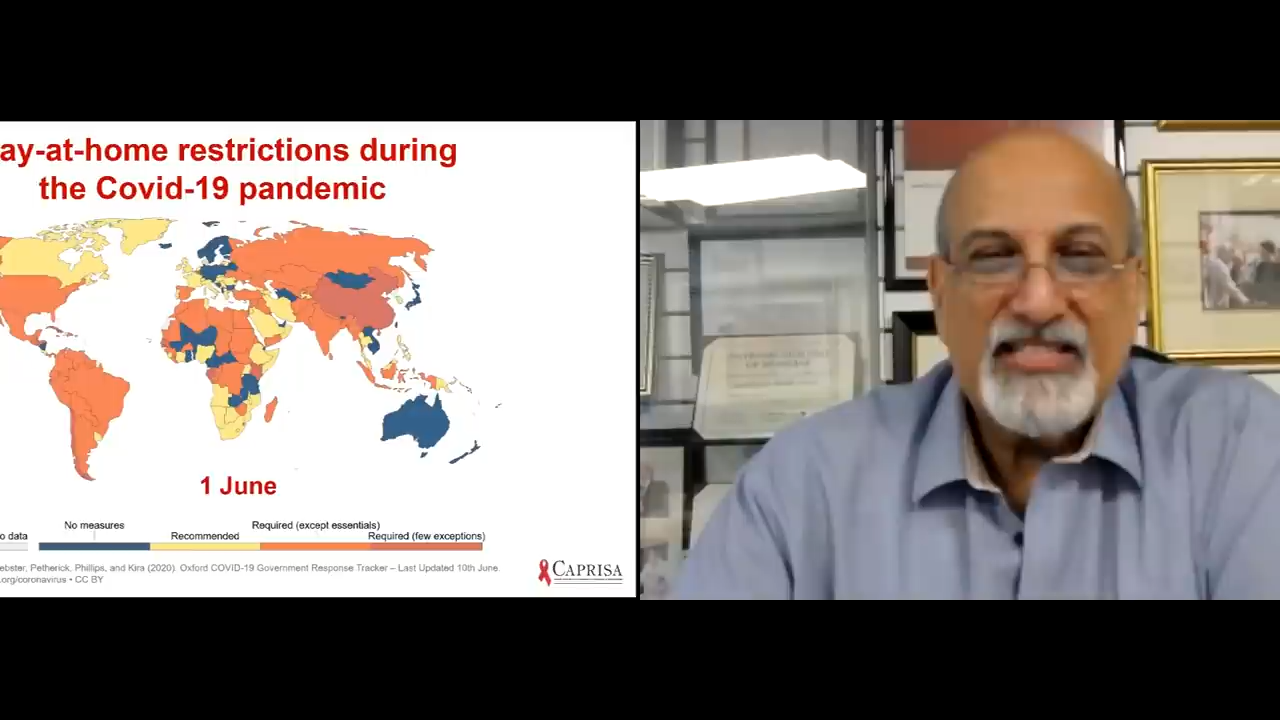 ay-at-home restrictions during
the Covid-19 pandemic
1 June
No measures
Required (except essentials)
o data
Recommended
Required (few exceptions)
ebster, Petherick, Phillips, and Kira (2020). Oxford COVID-19 Government Response Tracker – Last Updated 10th June.
.org/coronavirus • CC BY
CAPRISA